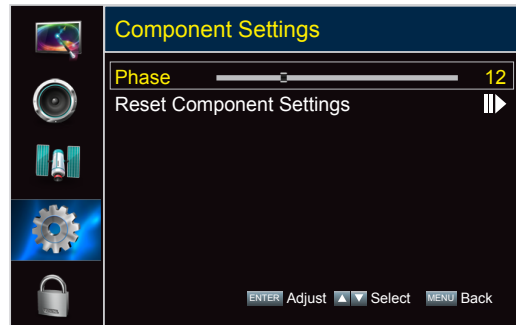 Component Settings
Phase 12
Reset Component Settings
ENTER Adjust Select MENU Back